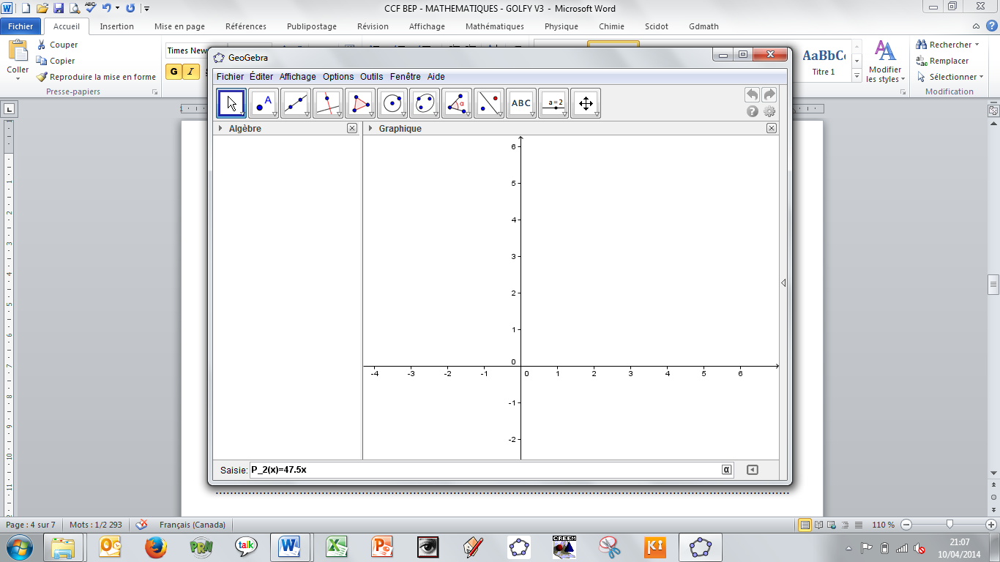 CCF BEP - MATHEMATIQUES - GOLFY V3 - Microsoft Word
Fichier Accueil Insertion Mise en page Références Publipostage Révision Affichage Mathématiques Physique Chimie Scidot Gdmath
Coller
Couper
Copier
Reproduire la mise en forme
Presse-papiers
Times New
G I
AaBbCc
Titre 1
Modifier
les styles
Rechercher
Remplacer
Sélectionner
Modification
GeoGebra
Fichier Éditer Affichage Options Outils Fenêtre Aide
A
α
ABC
a = 2
Algèbre
Graphique
6
5
4
3
2
1
0
-4 -3 -2 -1 0 1 2 3 4 5 6
-1
-2
Saisie: P_2(x)=47.5x α
Page : 4 sur 7 Mots : 1/2 293 Français (Canada) 110 %
PRN talk CREEM Ki
21:07
10/04/2014